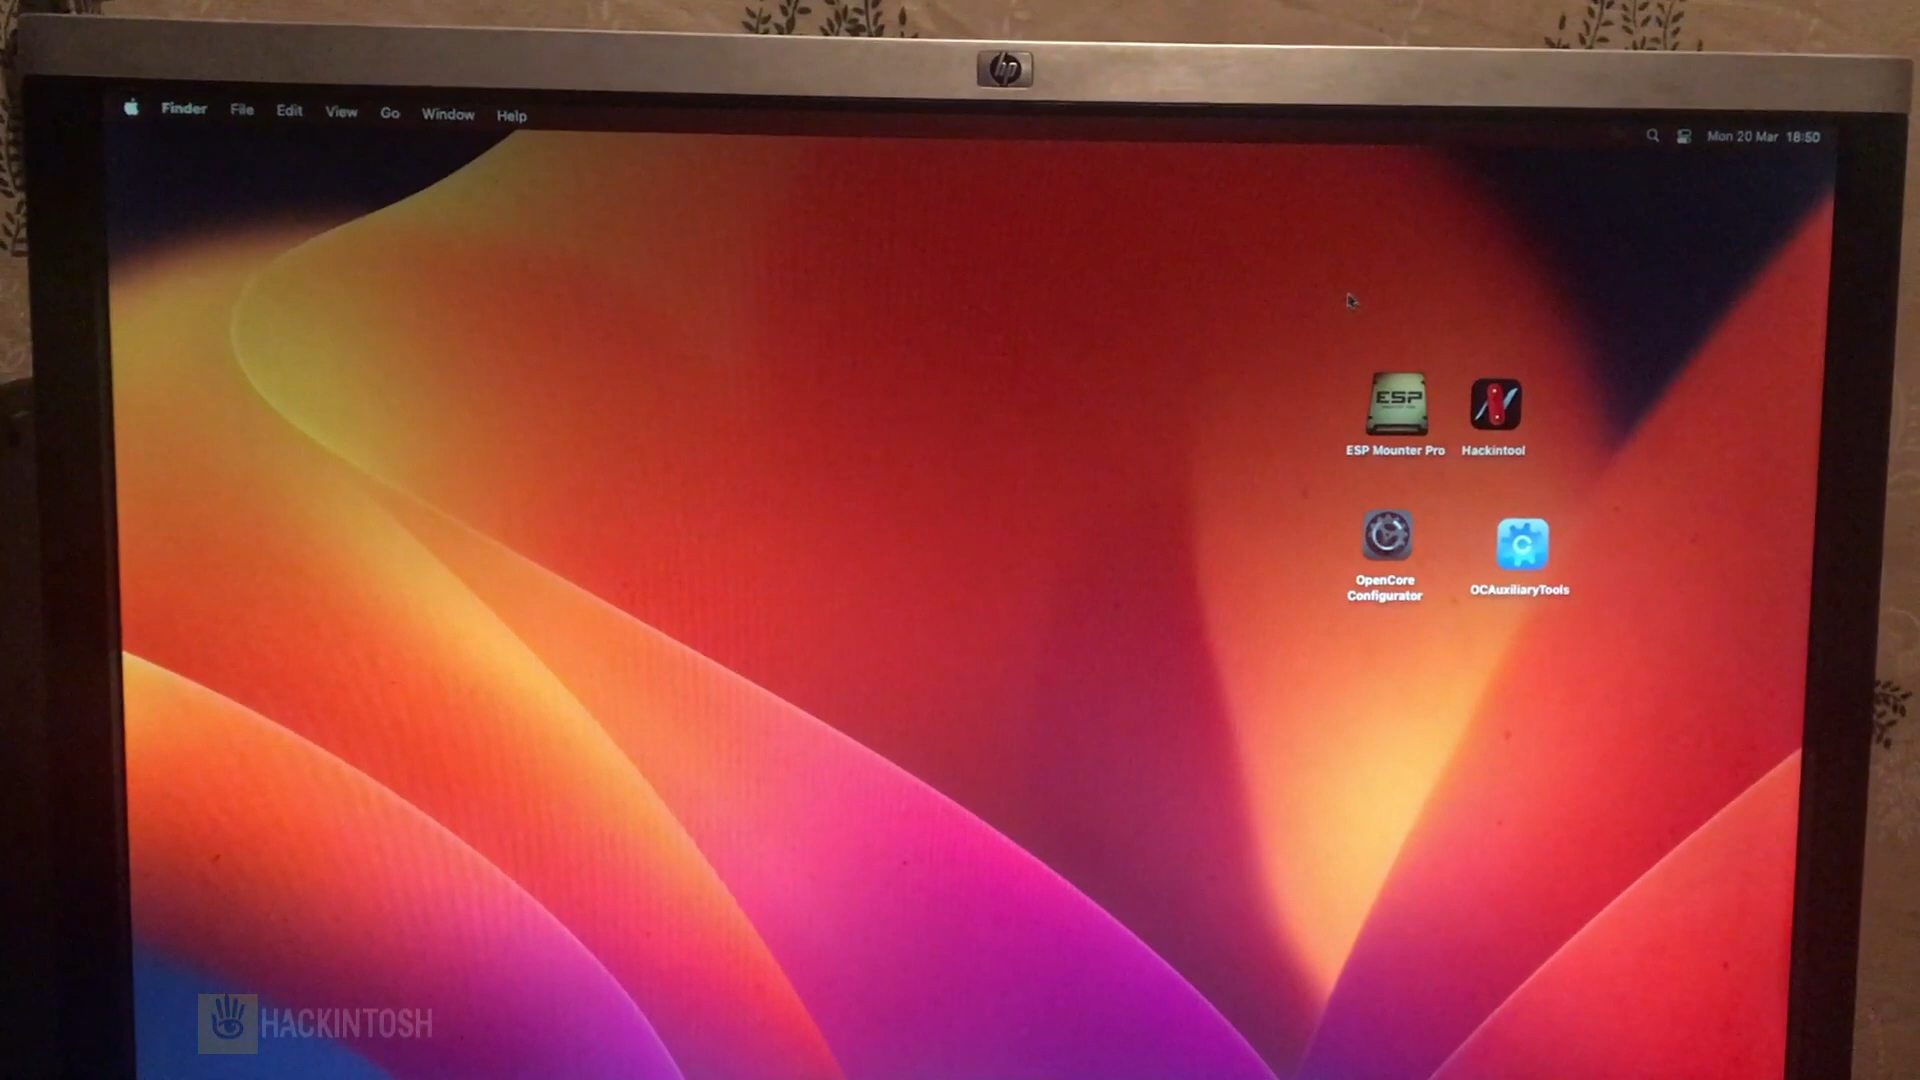 hp
Finder File Edit View Go Window Help
Mon 20 Mar 18:50
ESP
ESP Mounter Pro
Hackintool
OpenCore
Configurator
OCAuxiliaryTools
HACKINTOSH